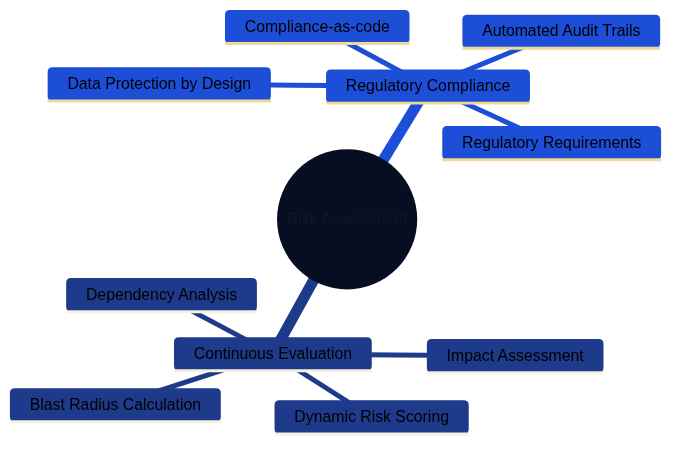 Compliance-as-code
Automated Audit Trails
Data Protection by Design
Regulatory Compliance
Regulatory Requirements
Risk Assessment
Dependency Analysis
Continuous Evaluation
Impact Assessment
Blast Radius Calculation
Dynamic Risk Scoring